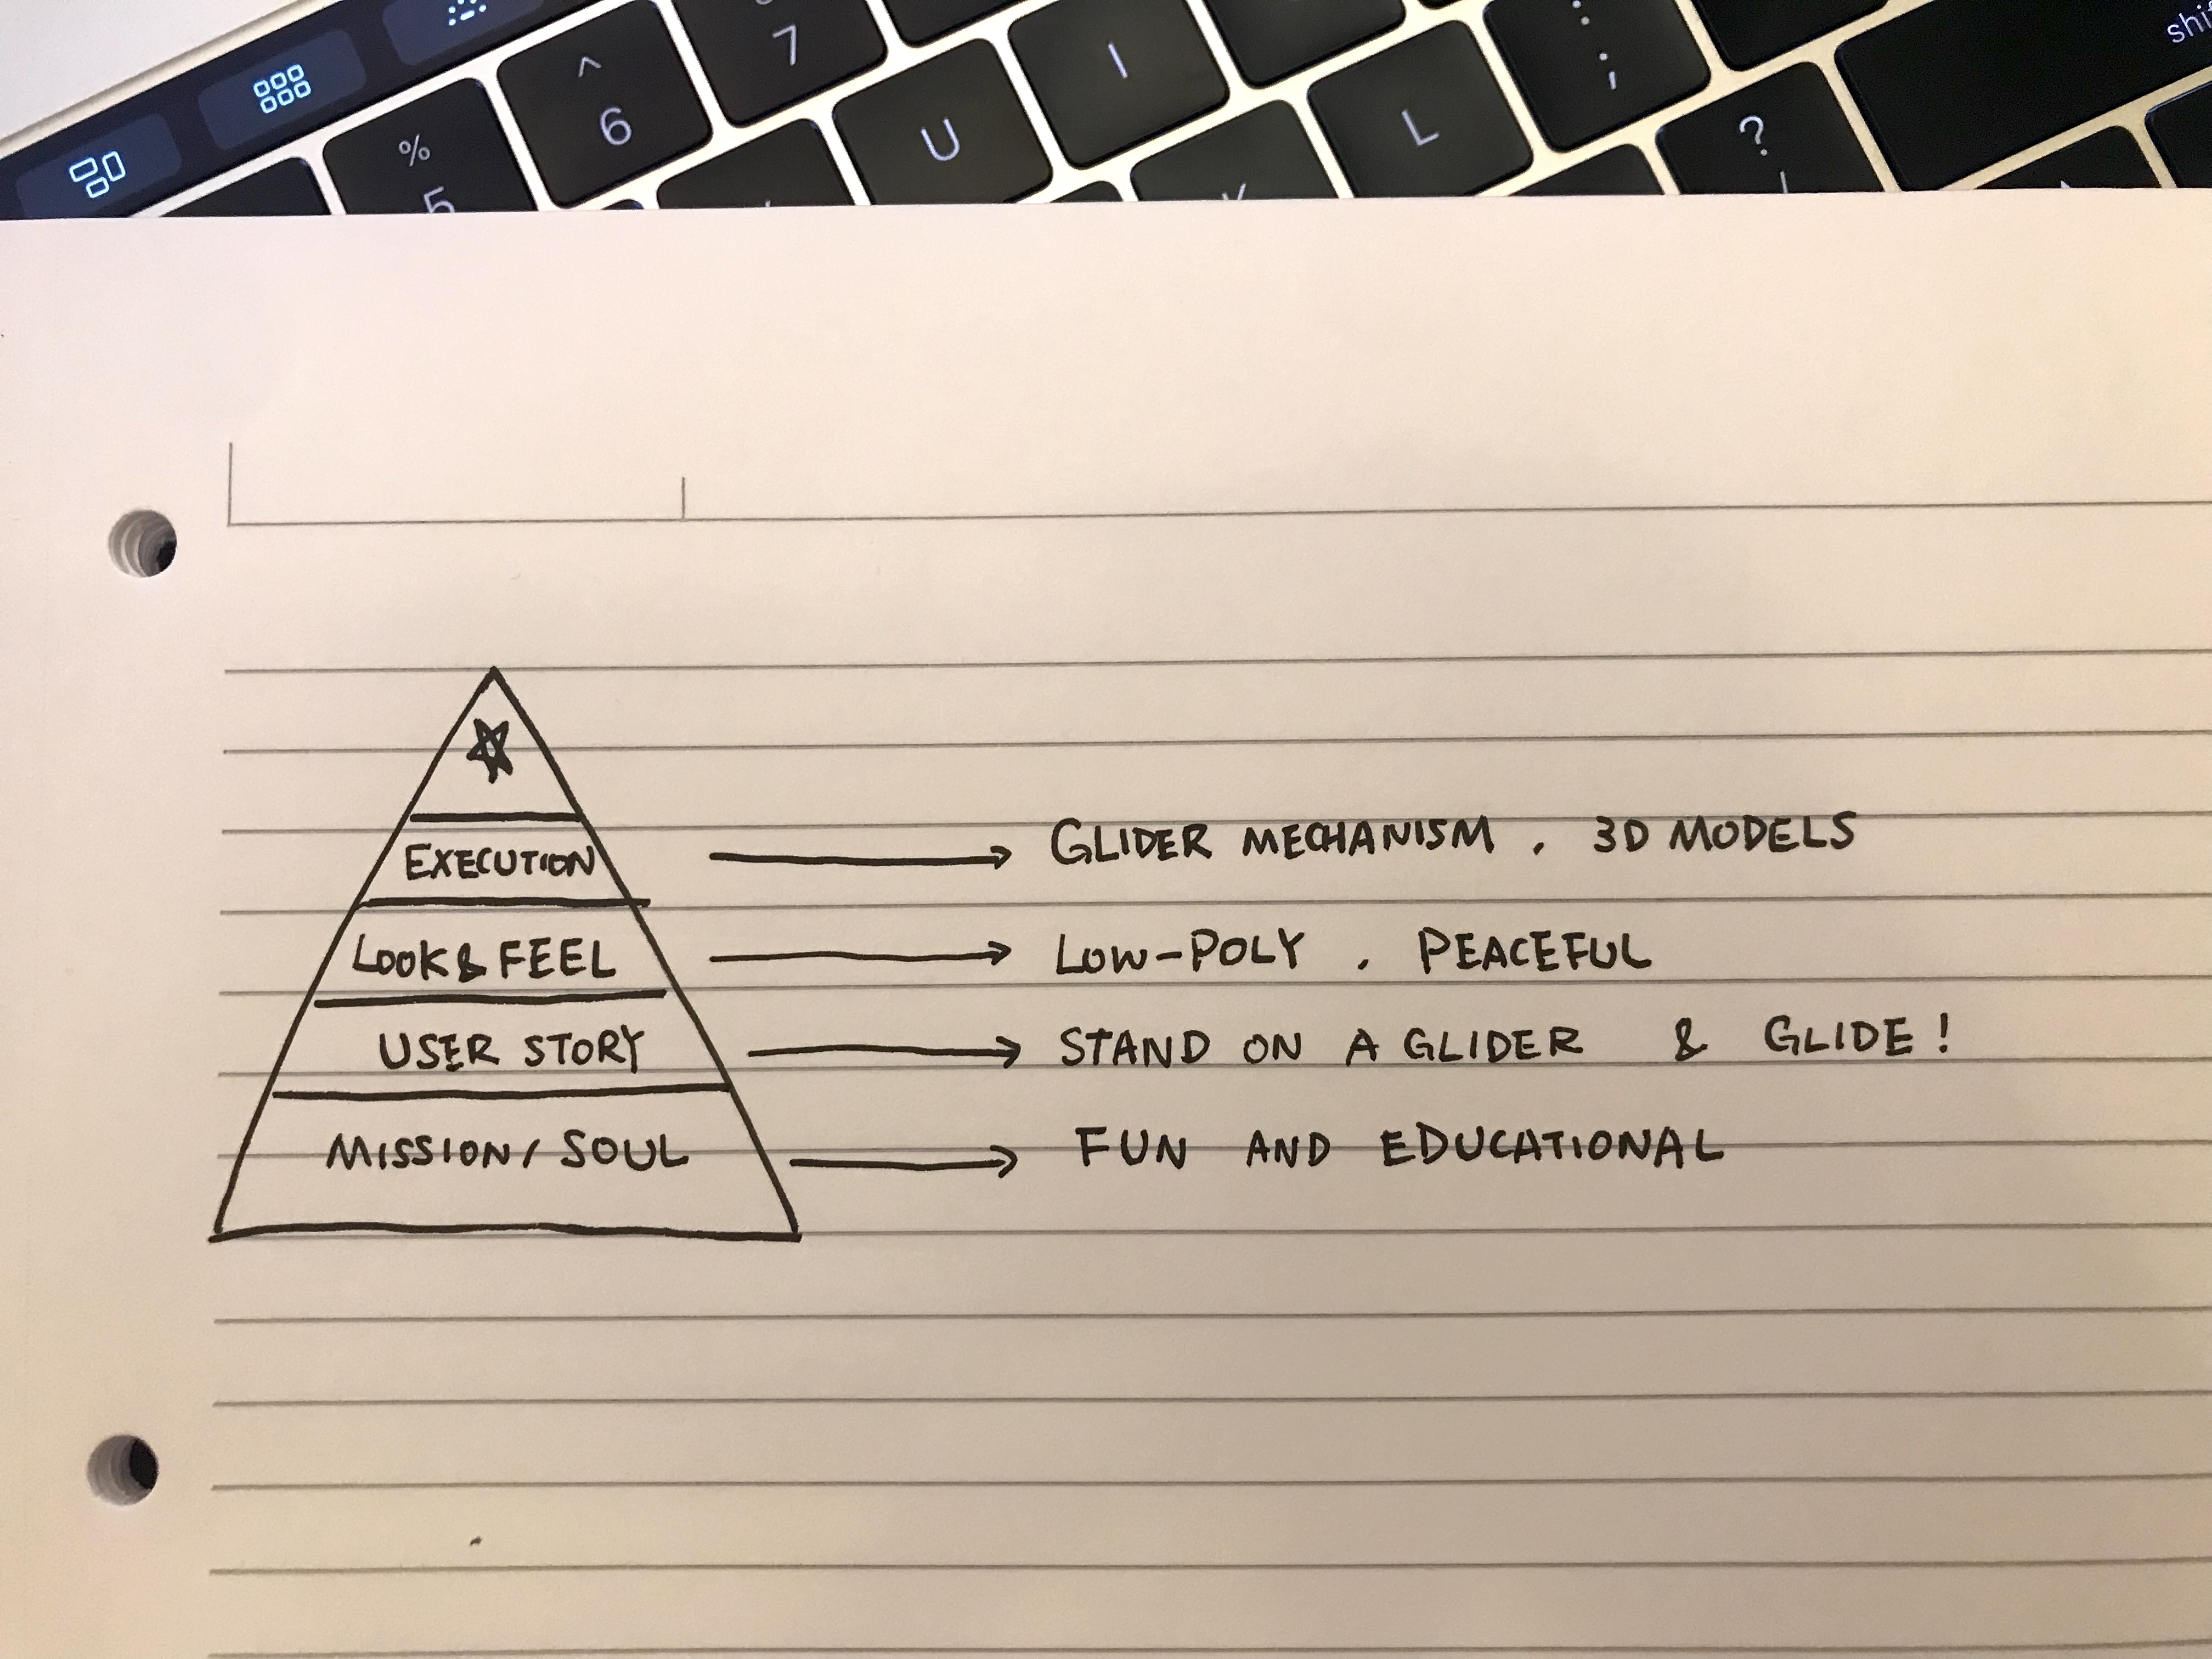 ^ 7
% 6 U I L : ;
5 K ? shi
EXECUTION → GLIDER MECHANISM . 3D MODELS
LOOK & FEEL → LOW-POLY . PEACEFUL
USER STORY → STAND ON A GLIDER & GLIDE!
MISSION/SOUL → FUN AND EDUCATIONAL